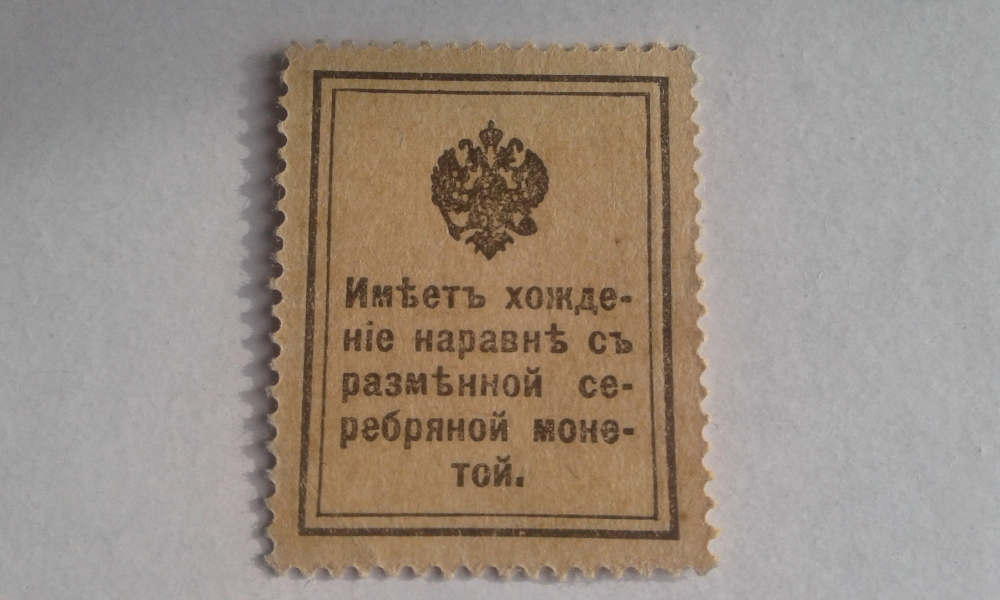 Имѣетъ хожде-
ніе наравнѣ съ
размѣнной се-
ребряной моне-
той.